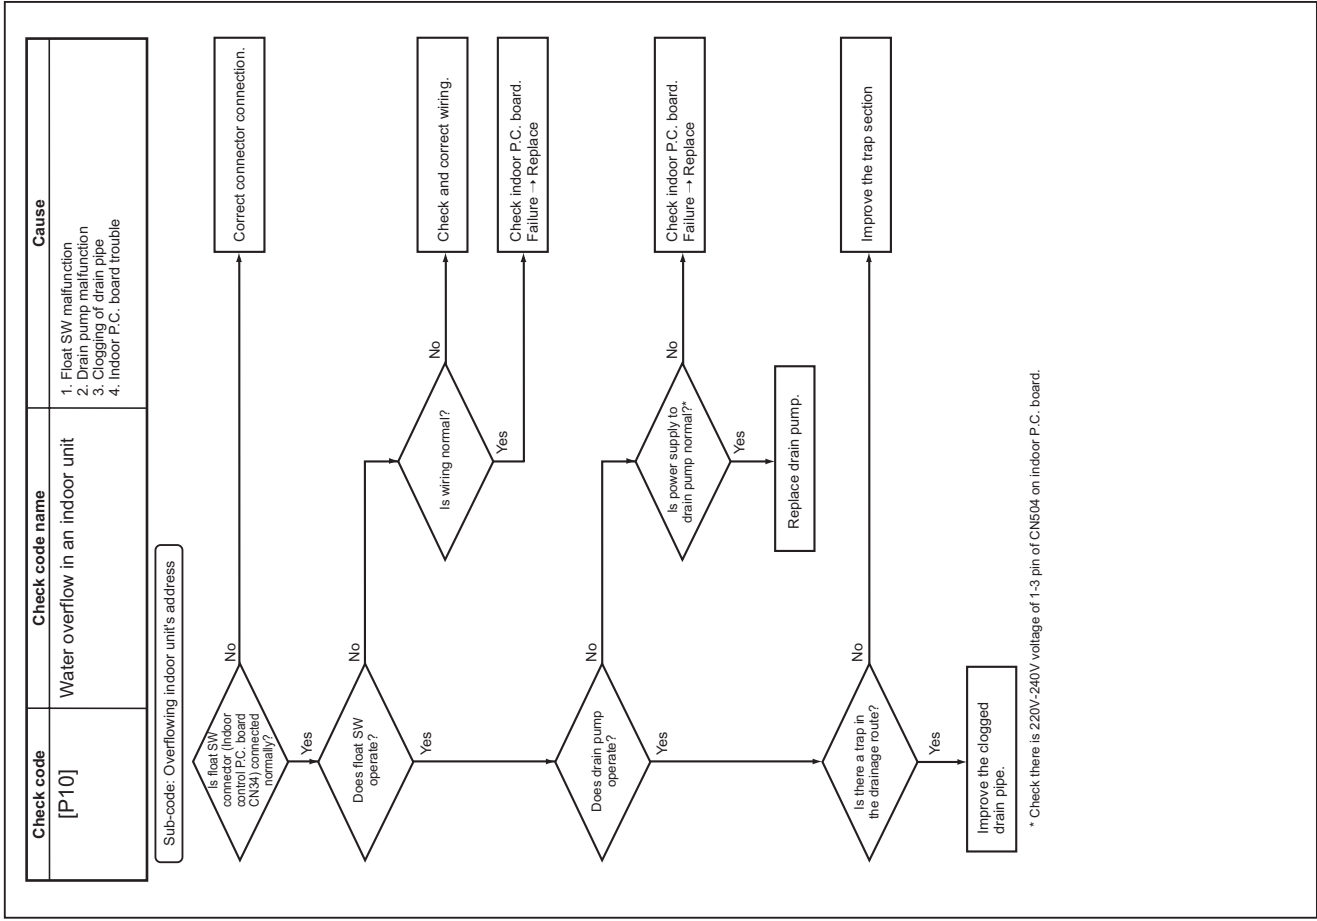 Check code
Check code name
Cause
[P10]
Water overflow in an indoor unit
1. Float SW malfunction
2. Drain pump malfunction
3. Clogging of drain pipe
4. Indoor P.C. board trouble
Sub-code: Overflowing indoor unit's address
Is float SW
connector (Indoor
control P.C. board
CN34) connected
normally?
No
Correct connector connection.
Yes
Does float SW
operate?
No
Is wiring normal?
No
Check and correct wiring.
Yes
Check indoor P.C. board.
Failure → Replace
Yes
Does drain pump
operate?
No
Is power supply to
drain pump normal?*
No
Check indoor P.C. board.
Failure → Replace
Yes
Replace drain pump.
Yes
Is there a trap in
the drainage route?
No
Improve the trap section
Yes
Improve the clogged
drain pipe.
* Check there is 220V-240V voltage of 1-3 pin of CN504 on indoor P.C. board.